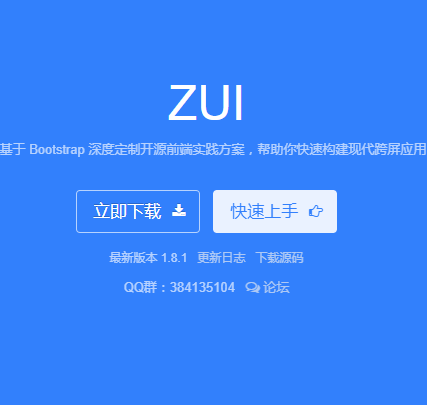 ZUI
基于 Bootstrap 深度定制开源前端实践方案，帮助你快速构建现代跨屏应用
立即下载 快速上手
最新版本 1.8.1 更新日志 下载源码
QQ群：384135104 论坛